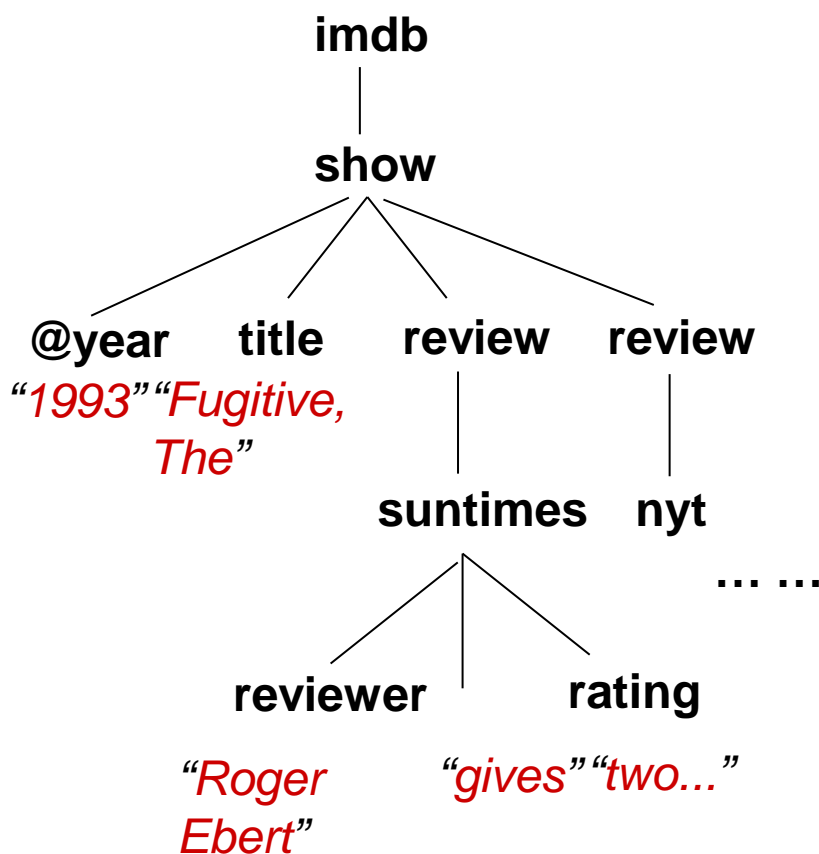 imdb
show
@year title review review
“1993” “Fugitive,
The”
suntimes nyt
... ...
reviewer rating
“Roger “gives” “two...”
Ebert”